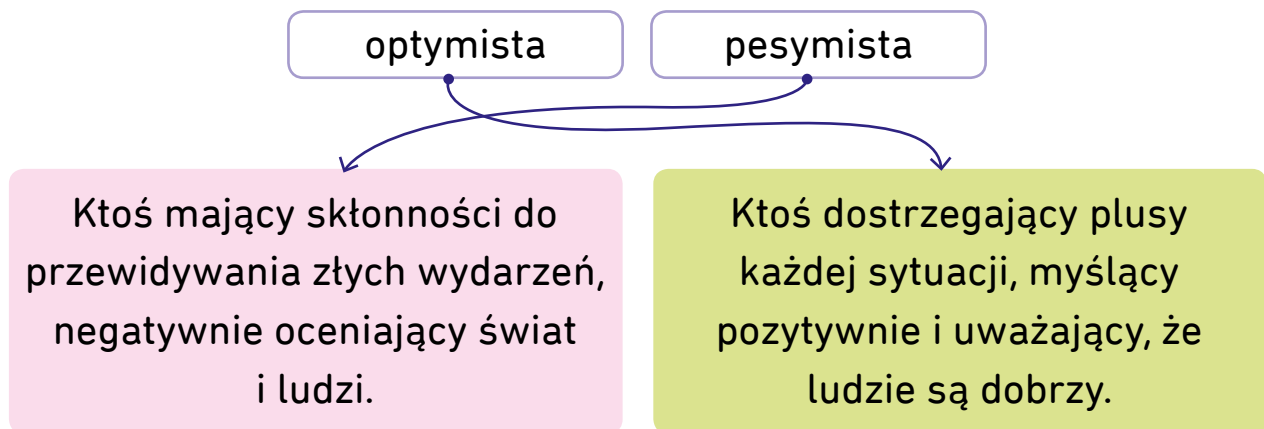 optymista
pesymista
Ktoś mający skłonności do
przewidywania złych wydarzeń,
negatywnie oceniający świat
i ludzi.
Ktoś dostrzegający plusy
każdej sytuacji, myślący
pozytywnie i uważający, że
ludzie są dobrzy.